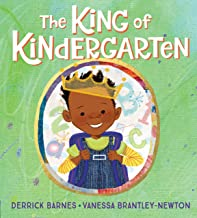 The KING of
KiNDERGARTEN
DERRICK BARNES • VANESSA BRANTLEY-NEWTON